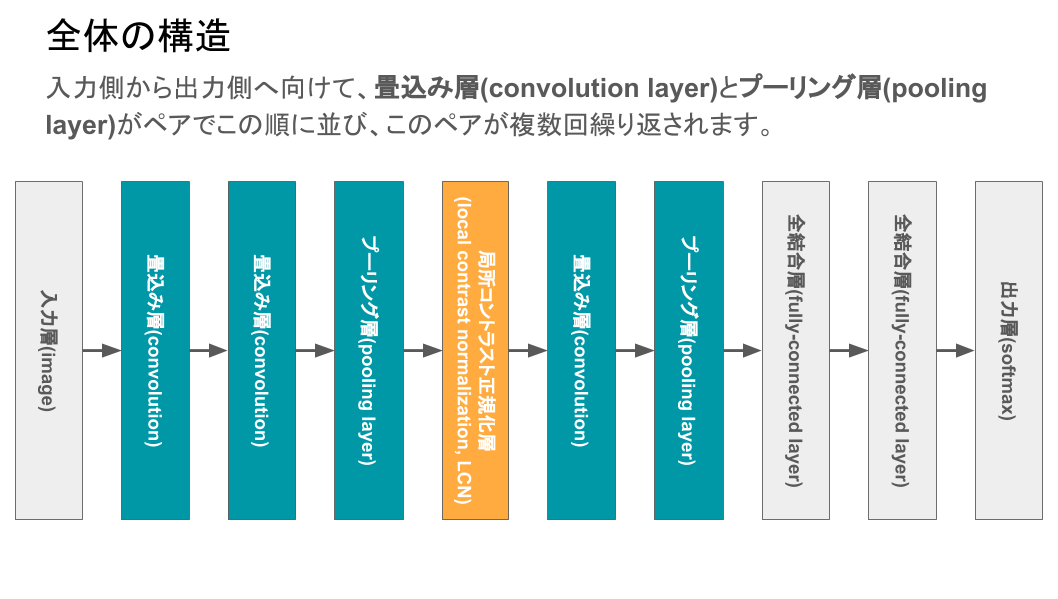 全体の構造
入力側から出力側へ向けて、畳込み層(convolution layer)とプーリング層(pooling
layer)がペアでこの順に並び、このペアが複数回繰り返されます。
入力層(image)
畳込み層(convolution)
畳込み層(convolution)
プーリング層(pooling layer)
局所コントラスト正規化層
(local contrast normalization, LCN)
畳込み層(convolution)
プーリング層(pooling layer)
全結合層(fully-connected layer)
全結合層(fully-connected layer)
出力層(softmax)